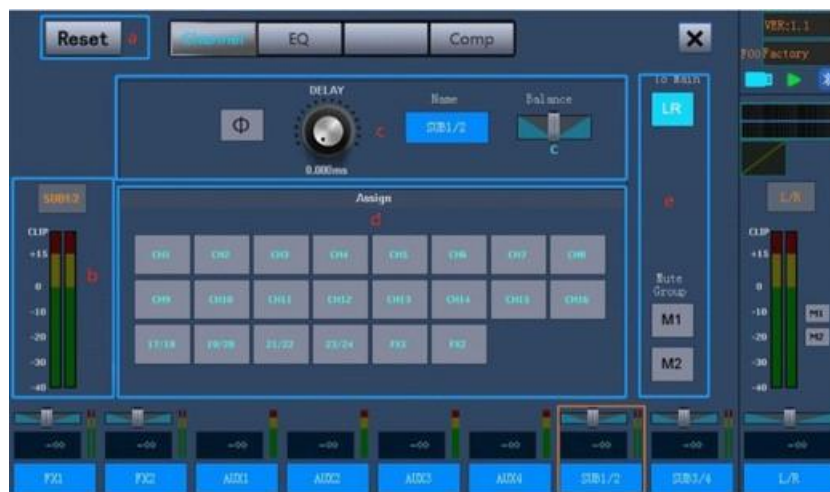 Reset
a
Channel
EQ
Comp
VER:1.1
F00 Factory
To Main
LR
DELAY
Φ
0.000ms
c
Name
SUB1/2
Balance
C
Assign
d
e
SUB1/2
L/R
CLIP
+15
0
-10
-20
-30
-40
b
CH1 CH2 CH3 CH4 CH5 CH6 CH7 CH8
CH9 CH10 CH11 CH12 CH13 CH14 CH15 CH16
17/18 19/20 21/22 23/24 FX1 FX2
Mute
Group
M1
M2
CLIP
+15
0
-10
-20
-30
-40
M1
M2
-∞ -∞ -∞ -∞ -∞ -∞ -∞ -∞ -∞
FX1 FX2 AUX1 AUX2 AUX3 AUX4 SUB1/2 SUB3/4 L/R